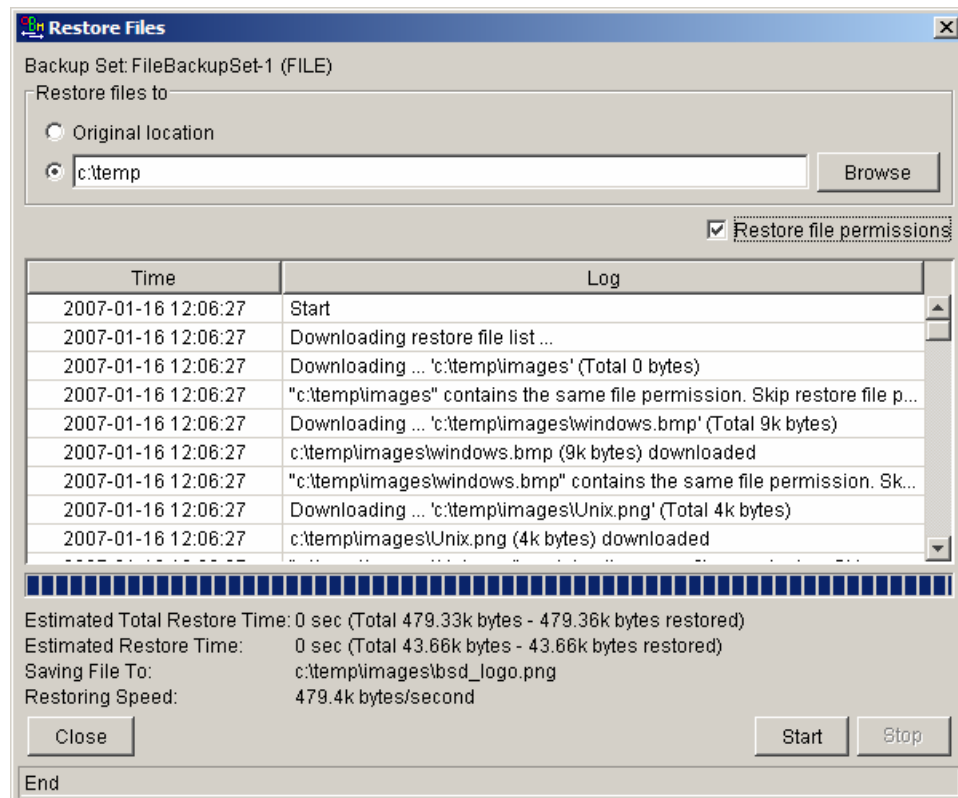 Restore Files
Backup Set: FileBackupSet-1 (FILE)
Restore files to
Original location
c:\temp Browse
Restore file permissions
Time Log
2007-01-16 12:06:27 Start
2007-01-16 12:06:27 Downloading restore file list ...
2007-01-16 12:06:27 Downloading ... 'c:\temp\images' (Total 0 bytes)
2007-01-16 12:06:27 "c:\temp\images" contains the same file permission. Skip restore file p...
2007-01-16 12:06:27 Downloading ... 'c:\temp\images\windows.bmp' (Total 9k bytes)
2007-01-16 12:06:27 c:\temp\images\windows.bmp (9k bytes) downloaded
2007-01-16 12:06:27 "c:\temp\images\windows.bmp" contains the same file permission. Sk...
2007-01-16 12:06:27 Downloading ... 'c:\temp\images\Unix.png' (Total 4k bytes)
2007-01-16 12:06:27 c:\temp\images\Unix.png (4k bytes) downloaded
Estimated Total Restore Time: 0 sec (Total 479.33k bytes - 479.36k bytes restored)
Estimated Restore Time: 0 sec (Total 43.66k bytes - 43.66k bytes restored)
Saving File To: c:\temp\images\bsd_logo.png
Restoring Speed: 479.4k bytes/second
Close Start Stop
End